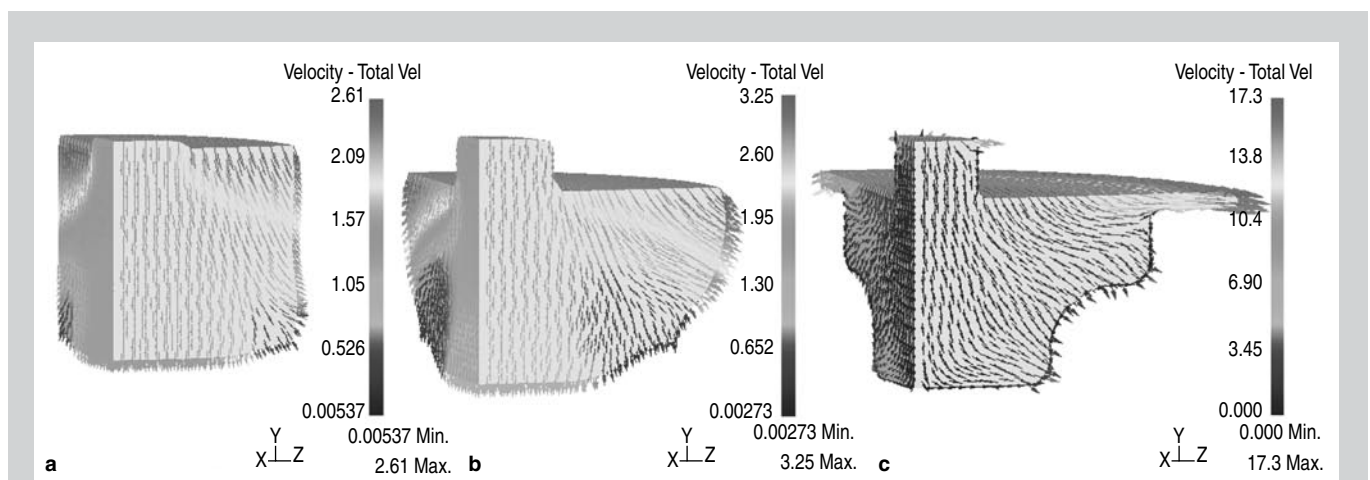 Velocity - Total Vel
2.61
2.09
1.57
1.05
0.526
0.00537
0.00537 Min.
2.61 Max.
Y
X
Z
a
Velocity - Total Vel
3.25
2.60
1.95
1.30
0.652
0.00273
0.00273 Min.
3.25 Max.
Y
X
Z
b
Velocity - Total Vel
17.3
13.8
10.4
6.90
3.45
0.000
0.000 Min.
17.3 Max.
Y
X
Z
c